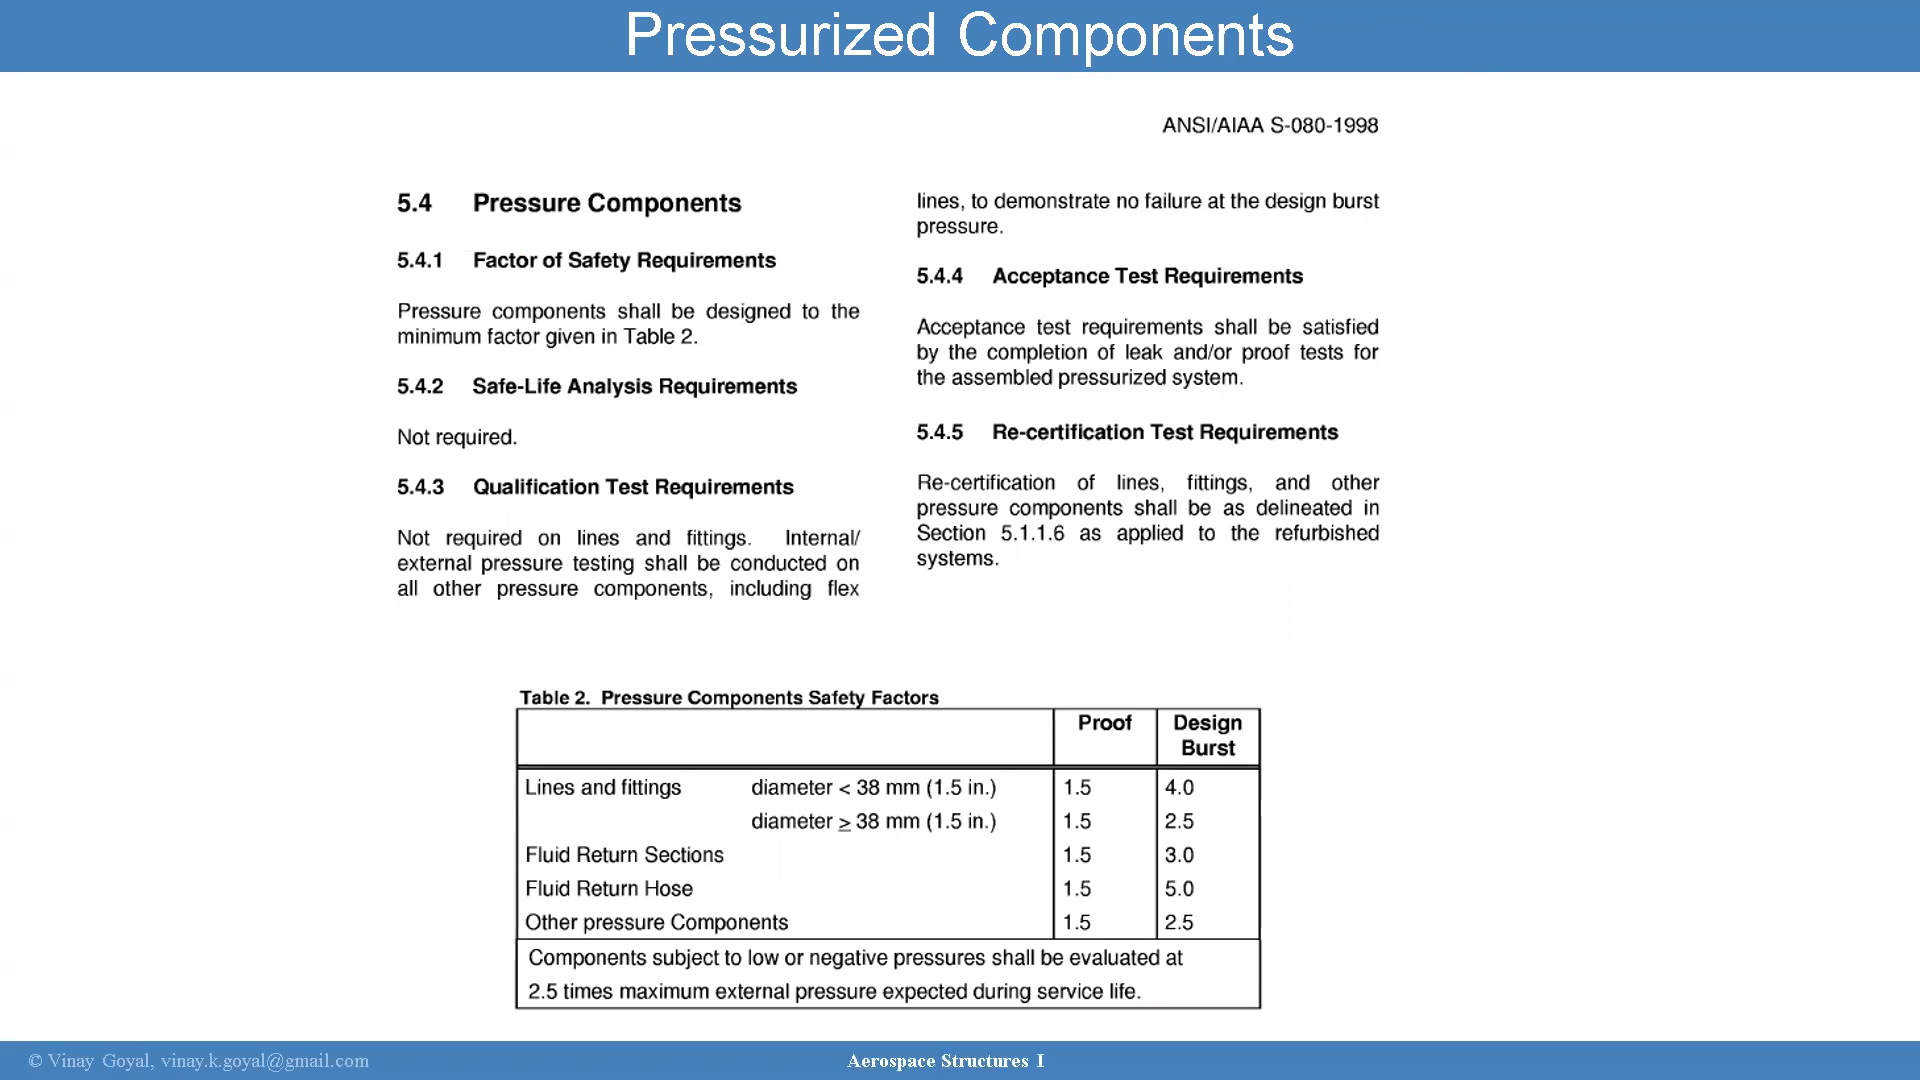 Pressurized Components
ANSI/AIAA S-080-1998
5.4 Pressure Components
5.4.1 Factor of Safety Requirements
Pressure components shall be designed to the
minimum factor given in Table 2.
5.4.2 Safe-Life Analysis Requirements
Not required.
5.4.3 Qualification Test Requirements
Not required on lines and fittings. Internal/
external pressure testing shall be conducted on
all other pressure components, including flex
lines, to demonstrate no failure at the design burst
pressure.
5.4.4 Acceptance Test Requirements
Acceptance test requirements shall be satisfied
by the completion of leak and/or proof tests for
the assembled pressurized system.
5.4.5 Re-certification Test Requirements
Re-certification of lines, fittings, and other
pressure components shall be as delineated in
Section 5.1.1.6 as applied to the refurbished
systems.
Table 2. Pressure Components Safety Factors
Proof Design
Burst
Lines and fittings diameter < 38 mm (1.5 in.) 1.5 4.0
diameter ≥ 38 mm (1.5 in.) 1.5 2.5
Fluid Return Sections 1.5 3.0
Fluid Return Hose 1.5 5.0
Other pressure Components 1.5 2.5
Components subject to low or negative pressures shall be evaluated at
2.5 times maximum external pressure expected during service life.
© Vinay Goyal, vinay.k.goyal@gmail.com Aerospace Structures I